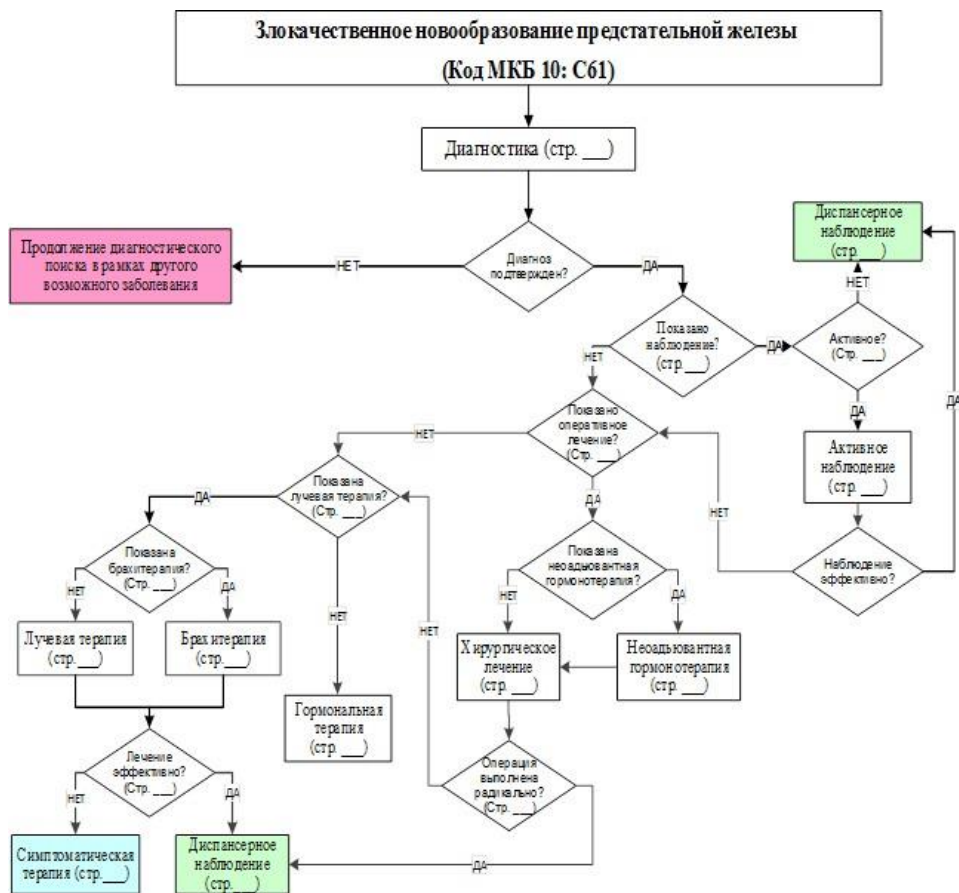 Злокачественное новообразование предстательной железы
(Код МКБ 10: C61)
Диагностика (стр. ___)
Диспансерное
наблюдение
(стр.___)
Продолжение диагностического
поиска в рамках другого
возможного заболевания
НЕТ
Диагноз
подтвержден?
ДА
ДА
НЕТ
Показано
наблюдение?
(стр.___)
ДА
Активное?
(Стр. ___)
НЕТ
ДА
ДА
Показано
оперативное
лечение?
(Стр. ___)
НЕТ
Активное
наблюдение
(стр.___)
Показана
лучевая терапия?
(Стр. ___)
ДА
ДА
НЕТ
Показана
брахитерапия?
(Стр. ___)
Показана
неоадъювантная
гормонотерапия?
Наблюдение
эффективно?
НЕТ
ДА
НЕТ
НЕТ
НЕТ
ДА
Лучевая терапия
(стр. ___)
Брахитерапия
(стр.___)
Хирургическое
лечение
(стр. ___)
Неоадъювантная
гормонотерапия
(стр.___)
Гормональная
терапия
(стр. ___)
Лечение
эффективно?
(Стр. ___)
Операция
выполнена
радикально?
(Стр. ___)
НЕТ
ДА
Симптоматическая
терапия (стр.___)
Диспансерное
наблюдение
(стр.___)
ДА